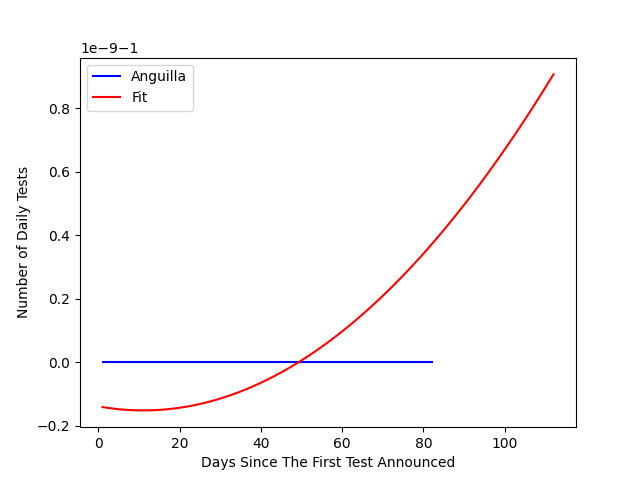 1e−9−1
Anguilla
Fit
0.8
0.6
0.4
0.2
0.0
−0.2
Number of Daily Tests
0 20 40 60 80 100
Days Since The First Test Announced